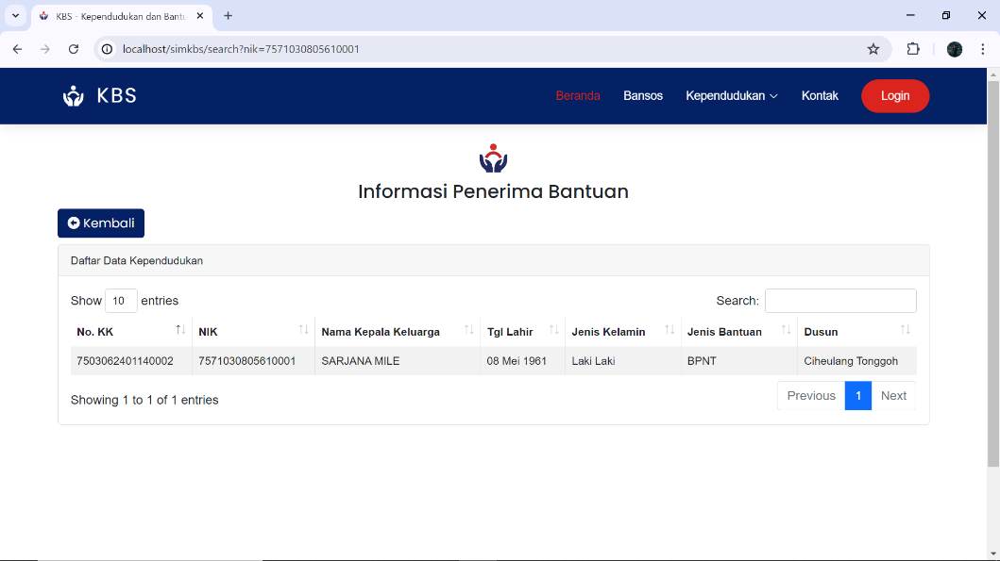 KBS - Kependudukan dan Bantu
localhost/simkbs/search?nik=7571030805610001
KBS Beranda Bansos Kependudukan Kontak Login
Informasi Penerima Bantuan
Kembali
Daftar Data Kependudukan
Show 10 entries Search:
No. KK NIK Nama Kepala Keluarga Tgl Lahir Jenis Kelamin Jenis Bantuan Dusun
7503062401140002 7571030805610001 SARJANA MILE 08 Mei 1961 Laki Laki BPNT Ciheulang Tonggoh
Showing 1 to 1 of 1 entries Previous 1 Next